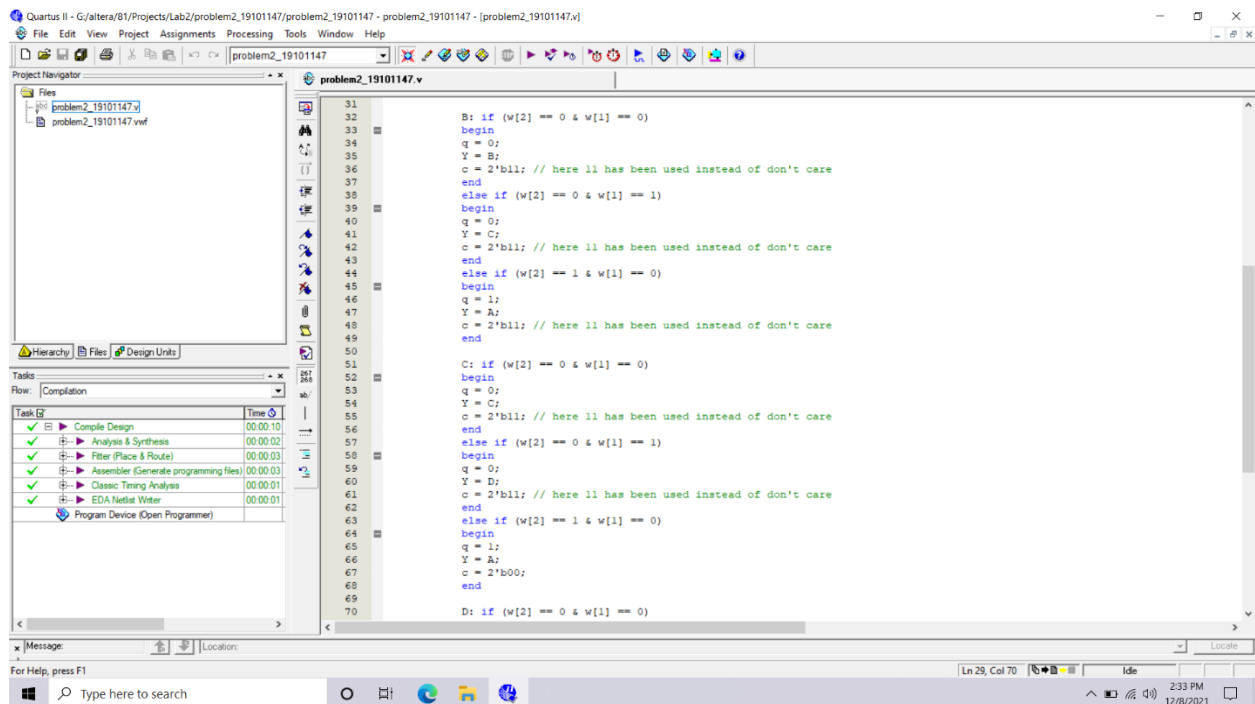 Quartus II - G:/altera/81/Projects/Lab2/problem2_19101147/problem2_19101147 - problem2_19101147 - [problem2_19101147.v]
File Edit View Project Assignments Processing Tools Window Help
problem2_19101147
Project Navigator
Files
problem2_19101147.v
problem2_19101147.vwf
Hierarchy Files Design Units
Tasks
Flow: Compilation
Task Time
Compile Design 00:00:10
Analysis & Synthesis 00:00:02
Fitter (Place & Route) 00:00:03
Assembler (Generate programming files) 00:00:03
Classic Timing Analysis 00:00:01
EDA Netlist Writer 00:00:01
Program Device (Open Programmer)
problem2_19101147.v
267
268
ab/
31
32 B: if (w[2] == 0 & w[1] == 0)
33 begin
34 q = 0;
35 Y = B;
36 c = 2'b11; // here 11 has been used instead of don't care
37 end
38 else if (w[2] == 0 & w[1] == 1)
39 begin
40 q = 0;
41 Y = C;
42 c = 2'b11; // here 11 has been used instead of don't care
43 end
44 else if (w[2] == 1 & w[1] == 0)
45 begin
46 q = 1;
47 Y = A;
48 c = 2'b11; // here 11 has been used instead of don't care
49 end
50
51 C: if (w[2] == 0 & w[1] == 0)
52 begin
53 q = 0;
54 Y = C;
55 c = 2'b11; // here 11 has been used instead of don't care
56 end
57 else if (w[2] == 0 & w[1] == 1)
58 begin
59 q = 0;
60 Y = D;
61 c = 2'b11; // here 11 has been used instead of don't care
62 end
63 else if (w[2] == 1 & w[1] == 0)
64 begin
65 q = 1;
66 Y = A;
67 c = 2'b00;
68 end
69
70 D: if (w[2] == 0 & w[1] == 0)
Message: Location: Locate
For Help, press F1
Ln 29, Col 70 Idle
Type here to search
2:33 PM
12/8/2021